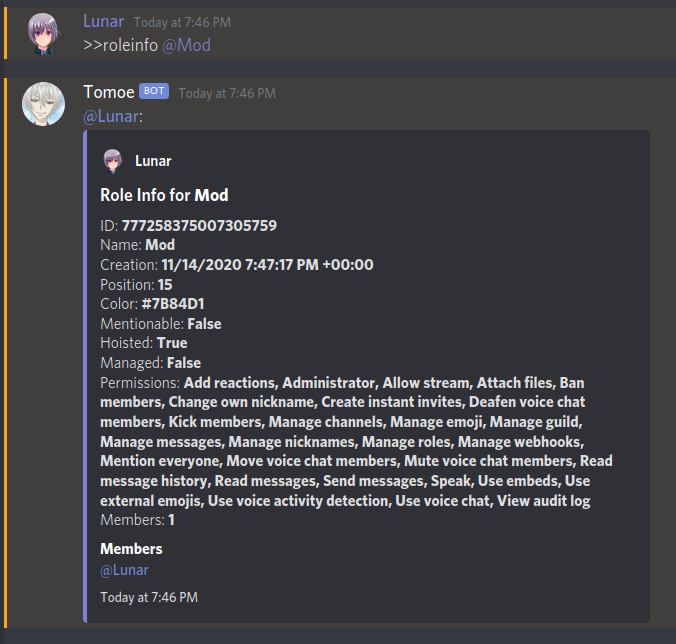 Lunar Today at 7:46 PM
>>roleinfo @Mod
Tomoe BOT Today at 7:46 PM
@Lunar:
Lunar
Role Info for Mod
ID: 777258375007305759
Name: Mod
Creation: 11/14/2020 7:47:17 PM +00:00
Position: 15
Color: #7B84D1
Mentionable: False
Hoisted: True
Managed: False
Permissions: Add reactions, Administrator, Allow stream, Attach files, Ban
members, Change own nickname, Create instant invites, Deafen voice chat
members, Kick members, Manage channels, Manage emoji, Manage guild,
Manage messages, Manage nicknames, Manage roles, Manage webhooks,
Mention everyone, Move voice chat members, Mute voice chat members, Read
message history, Read messages, Send messages, Speak, Use embeds, Use
external emojis, Use voice activity detection, Use voice chat, View audit log
Members: 1
Members
@Lunar
Today at 7:46 PM